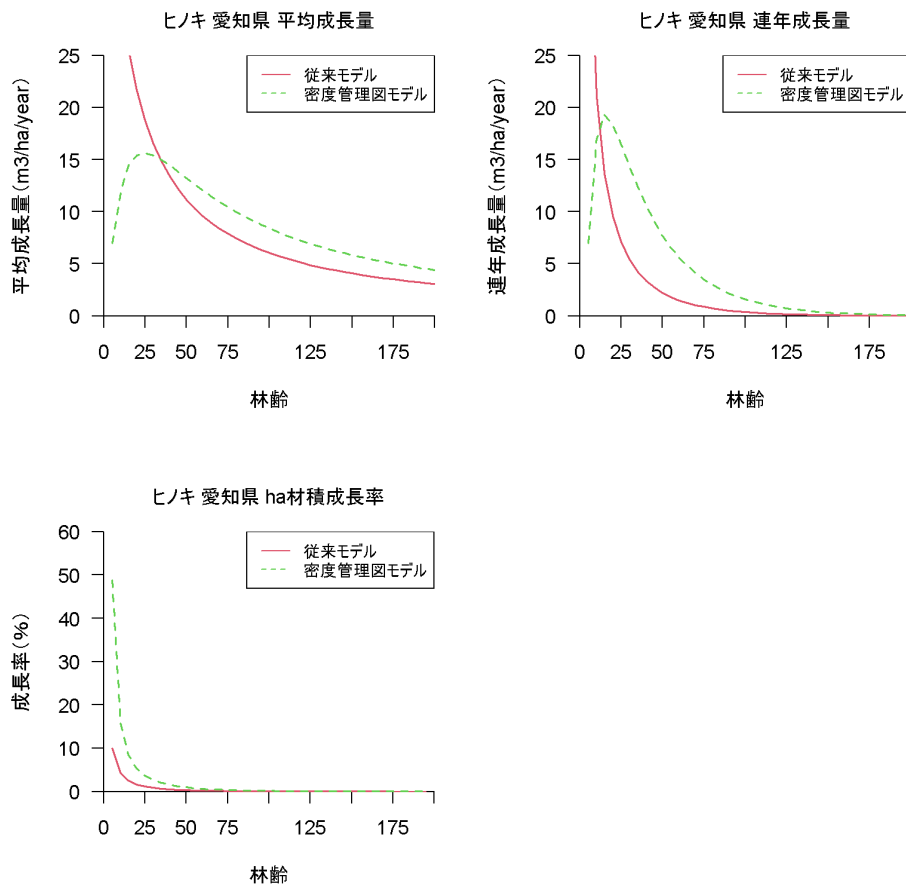 ヒノキ 愛知県 平均成長量
平均成長量(m3/ha/year)
25
20
15
10
5
0
従来モデル
密度管理図モデル
0 25 50 75 125 175
林齢
ヒノキ 愛知県 連年成長量
連年成長量(m3/ha/year)
25
20
15
10
5
0
従来モデル
密度管理図モデル
0 25 50 75 125 175
林齢
ヒノキ 愛知県 ha材積成長率
成長率(%)
60
50
40
30
20
10
0
従来モデル
密度管理図モデル
0 25 50 75 125 175
林齢